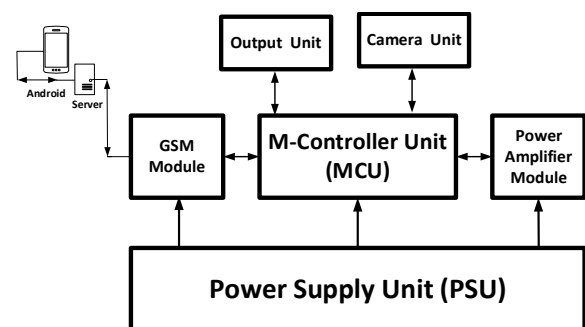 Output Unit
Camera Unit
Android
Server
GSM
Module
M-Controller Unit
(MCU)
Power
Amplifier
Module
Power Supply Unit (PSU)